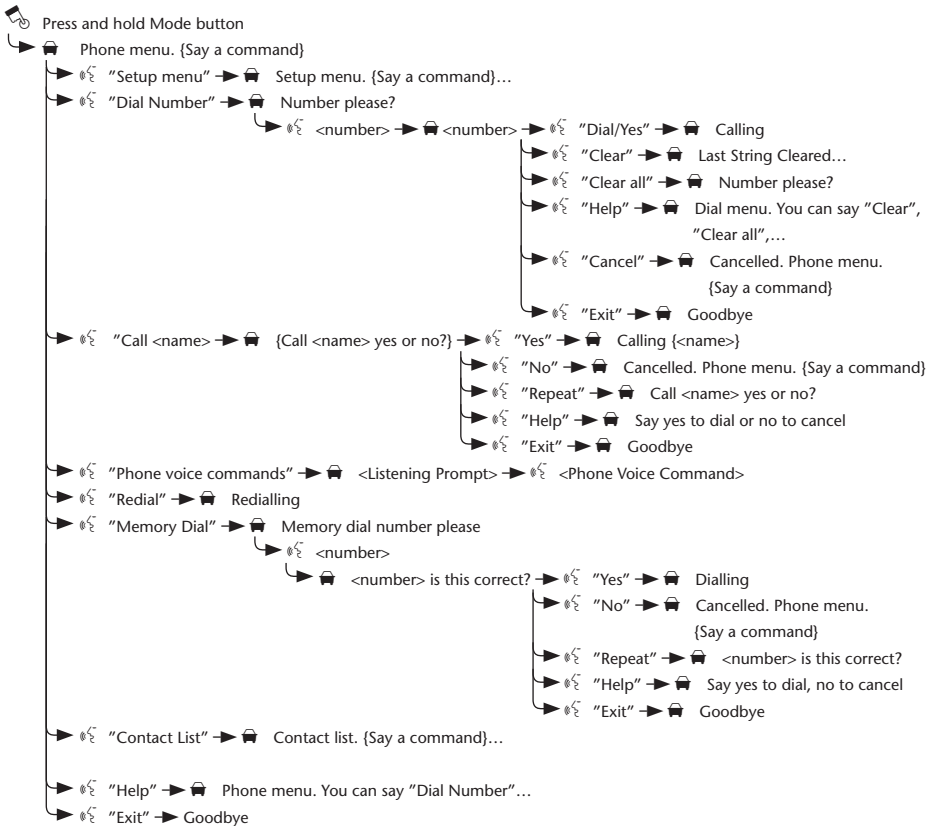 Press and hold Mode button
Phone menu. {Say a command}
"Setup menu" Setup menu. {Say a command}…
"Dial Number" Number please?
<number> <number> "Dial/Yes" Calling
"Clear" Last String Cleared…
"Clear all" Number please?
"Help" Dial menu. You can say "Clear",
"Clear all",…
"Cancel" Cancelled. Phone menu.
{Say a command}
"Exit" Goodbye
"Call <name> {Call <name> yes or no?} "Yes" Calling {<name>}
"No" Cancelled. Phone menu. {Say a command}
"Repeat" Call <name> yes or no?
"Help" Say yes to dial or no to cancel
"Exit" Goodbye
"Phone voice commands" <Listening Prompt> <Phone Voice Command>
"Redial" Redialling
"Memory Dial" Memory dial number please
<number>
<number> is this correct? "Yes" Dialling
"No" Cancelled. Phone menu.
{Say a command}
"Repeat" <number> is this correct?
"Help" Say yes to dial, no to cancel
"Exit" Goodbye
"Contact List" Contact list. {Say a command}…
"Help" Phone menu. You can say "Dial Number"…
"Exit" Goodbye